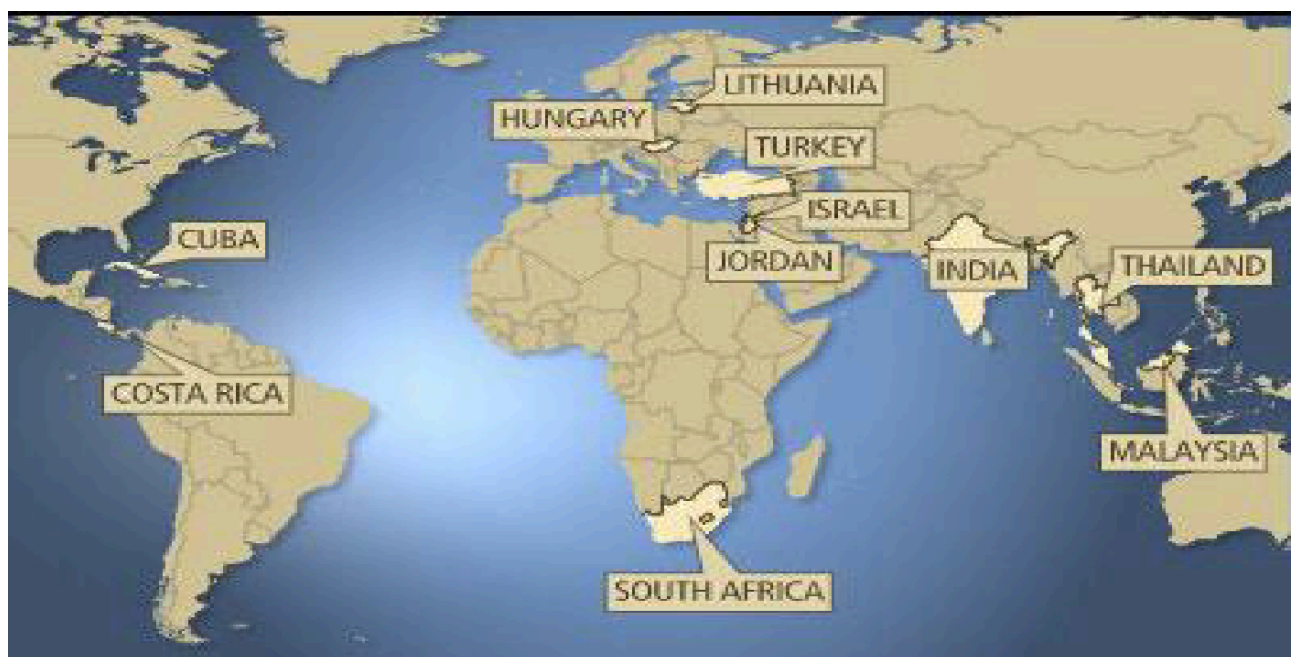 LITHUANIA
HUNGARY
TURKEY
ISRAEL
CUBA
JORDAN
INDIA
THAILAND
COSTA RICA
MALAYSIA
SOUTH AFRICA